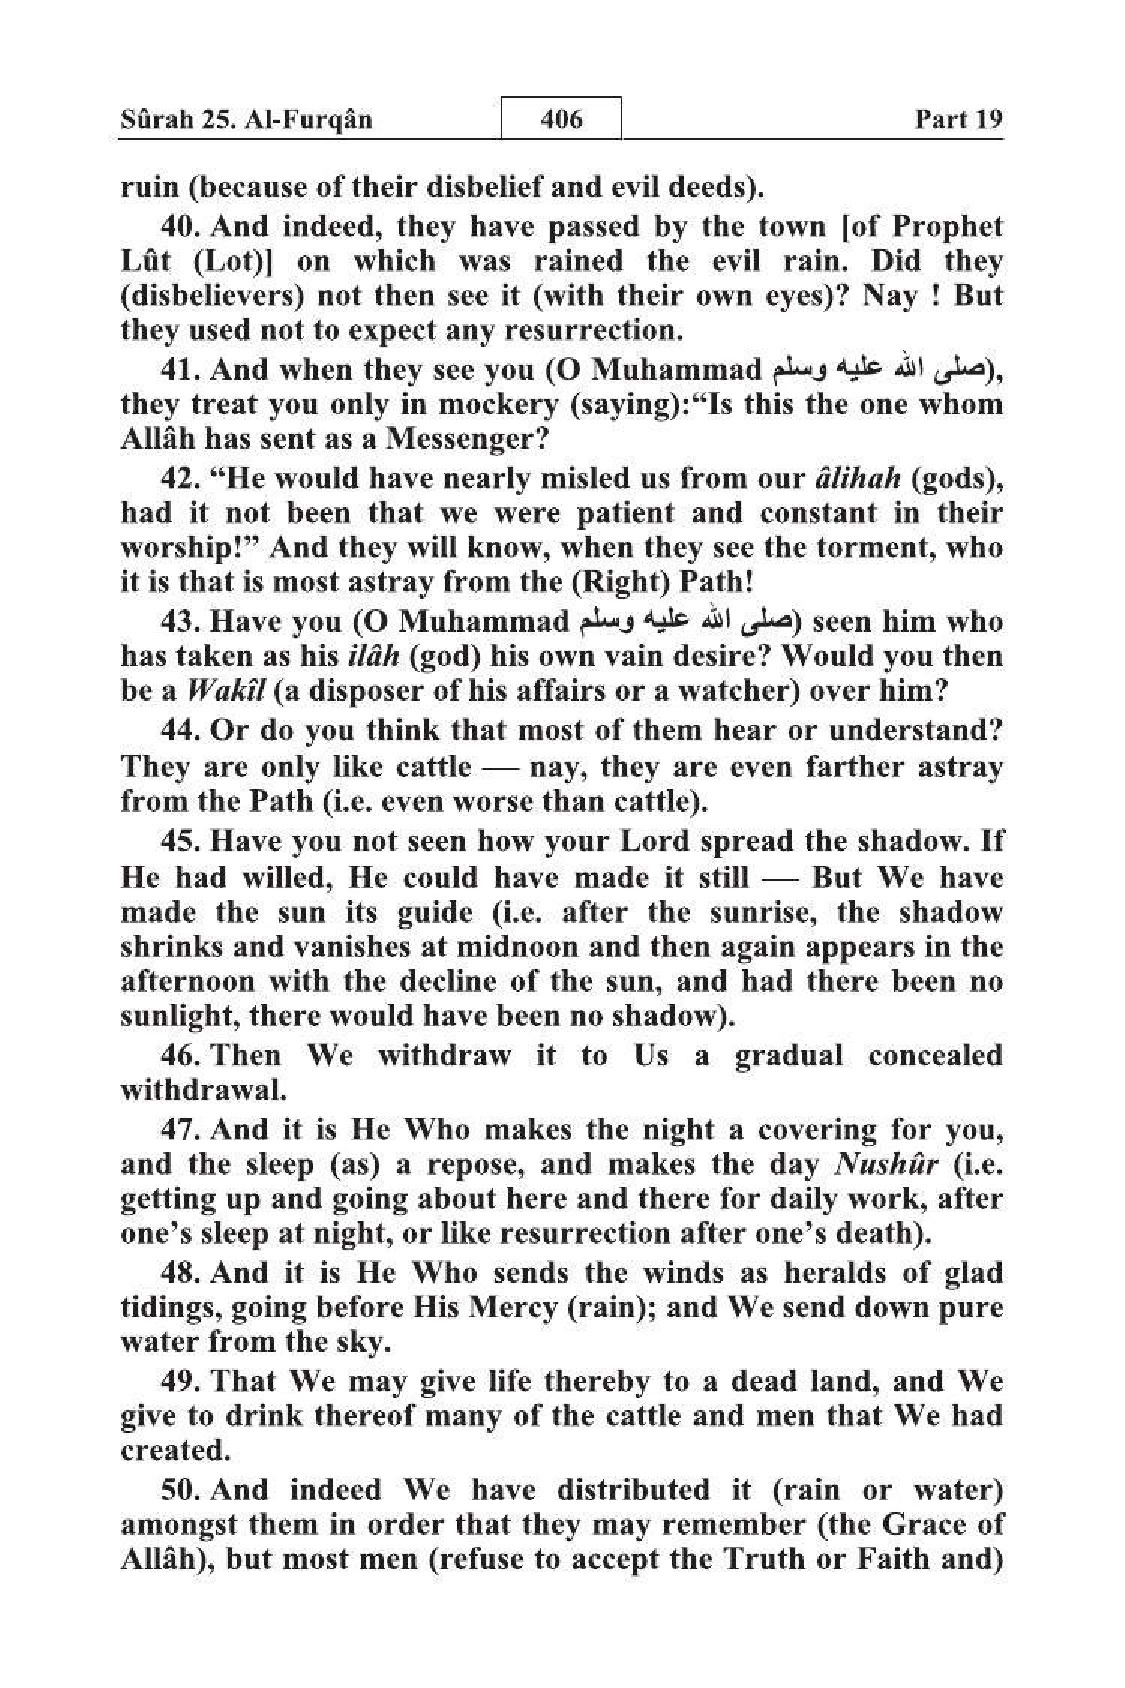 Sûrah 25. Al-Furqân 406 Part 19
ruin (because of their disbelief and evil deeds).
40. And indeed, they have passed by the town [of Prophet
Lût (Lot)] on which was rained the evil rain. Did they
(disbelievers) not then see it (with their own eyes)? Nay ! But
they used not to expect any resurrection.
41. And when they see you (O Muhammad صلى الله عليه وسلم),
they treat you only in mockery (saying):“Is this the one whom
Allâh has sent as a Messenger?
42. “He would have nearly misled us from our âlihah (gods),
had it not been that we were patient and constant in their
worship!” And they will know, when they see the torment, who
it is that is most astray from the (Right) Path!
43. Have you (O Muhammad صلى الله عليه وسلم) seen him who
has taken as his ilâh (god) his own vain desire? Would you then
be a Wakîl (a disposer of his affairs or a watcher) over him?
44. Or do you think that most of them hear or understand?
They are only like cattle — nay, they are even farther astray
from the Path (i.e. even worse than cattle).
45. Have you not seen how your Lord spread the shadow. If
He had willed, He could have made it still — But We have
made the sun its guide (i.e. after the sunrise, the shadow
shrinks and vanishes at midnoon and then again appears in the
afternoon with the decline of the sun, and had there been no
sunlight, there would have been no shadow).
46. Then We withdraw it to Us a gradual concealed
withdrawal.
47. And it is He Who makes the night a covering for you,
and the sleep (as) a repose, and makes the day Nushûr (i.e.
getting up and going about here and there for daily work, after
one’s sleep at night, or like resurrection after one’s death).
48. And it is He Who sends the winds as heralds of glad
tidings, going before His Mercy (rain); and We send down pure
water from the sky.
49. That We may give life thereby to a dead land, and We
give to drink thereof many of the cattle and men that We had
created.
50. And indeed We have distributed it (rain or water)
amongst them in order that they may remember (the Grace of
Allâh), but most men (refuse to accept the Truth or Faith and)